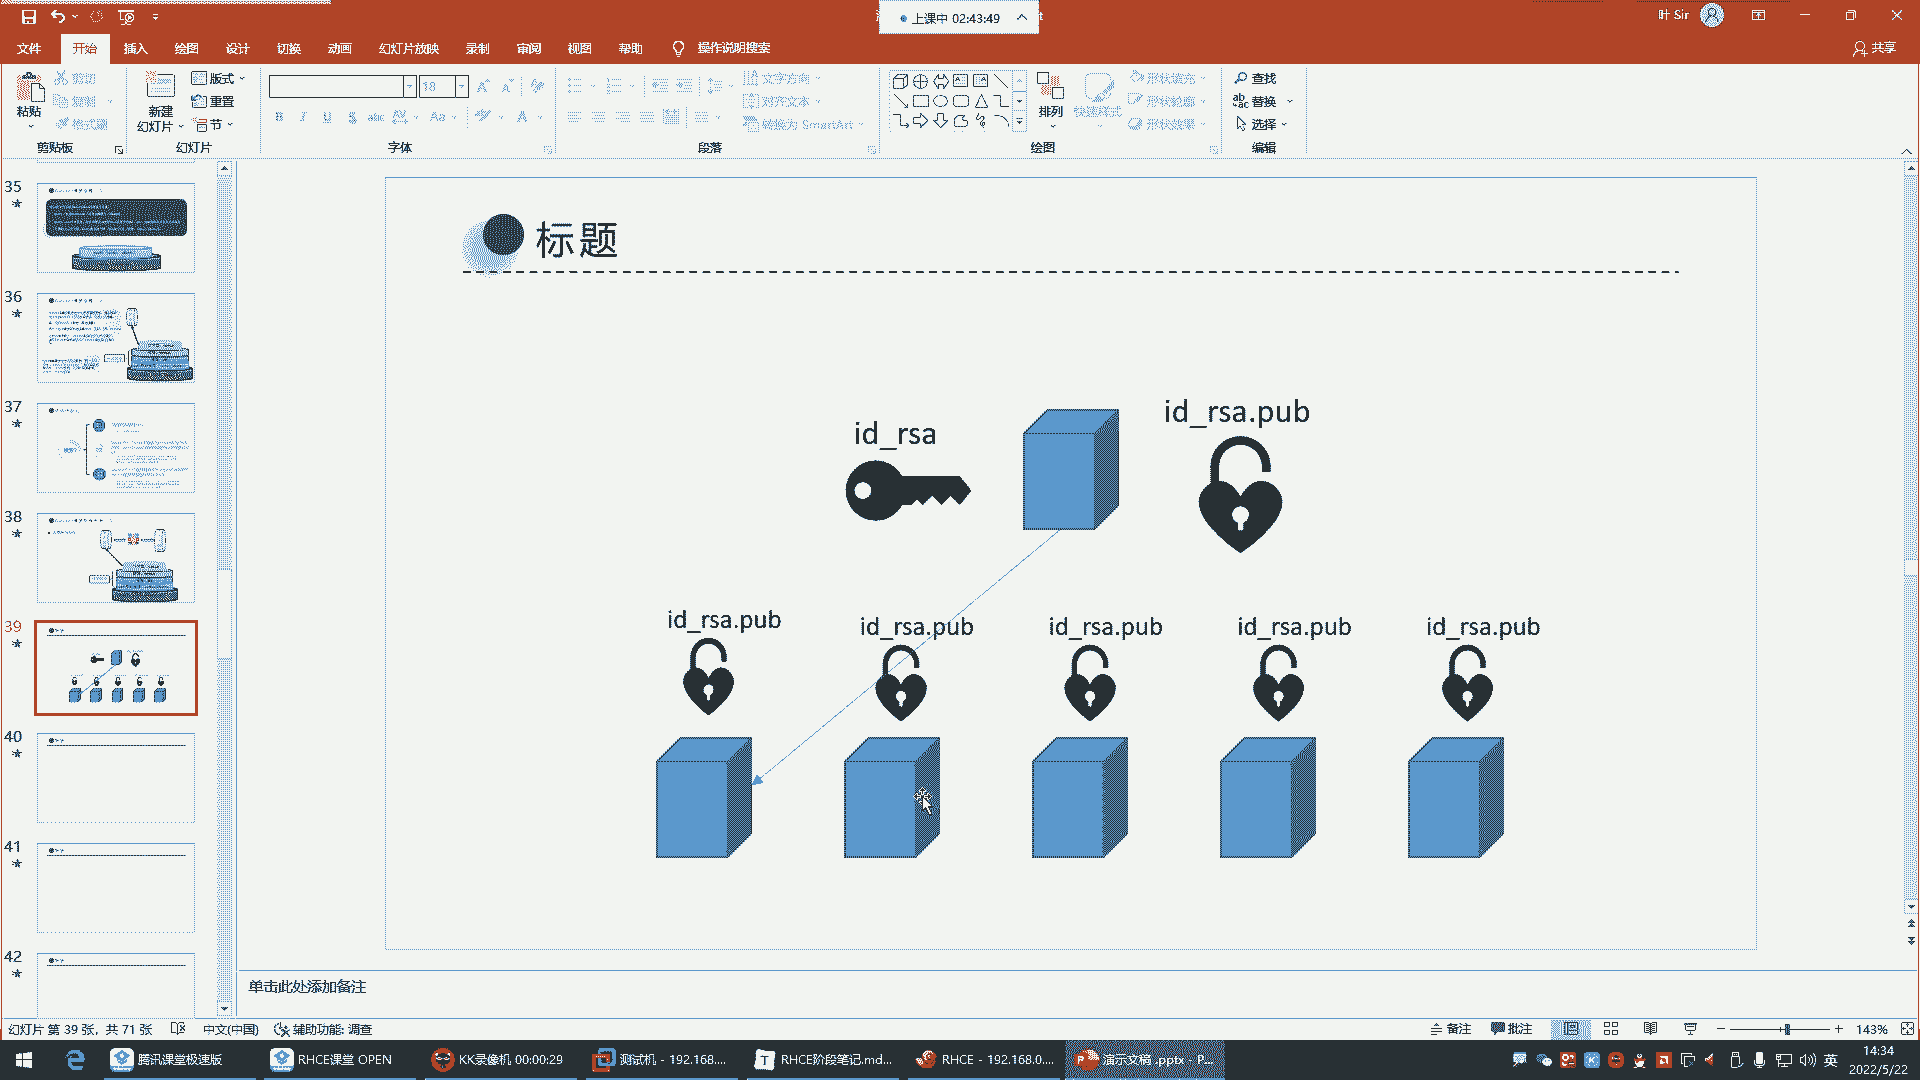 上课中 02:43:49
叶 Sir
文件 开始 插入 绘图 设计 切换 动画 幻灯片放映 录制 审阅 视图 帮助 操作说明搜索 共享
粘贴 剪切 复制 格式刷 剪贴板
新建 幻灯片 版式 重置 节 幻灯片
18
B I U S abc AV Aa A
字体
文字方向 对齐文本 转换为 SmartArt 段落
排列 快速样式 形状填充 形状轮廓 形状效果 绘图
查找 替换 选择 编辑
35
36
37
38
39
40
41
42
标题
id_rsa
id_rsa.pub
id_rsa.pub id_rsa.pub id_rsa.pub id_rsa.pub id_rsa.pub
单击此处添加备注
幻灯片 第 39 张，共 71 张 中文(中国) 辅助功能: 调查 备注 批注 143%
腾讯课堂极速版 RHCE课堂 OPEN KK录像机 00:00:29 测试机 - 192.168.... RHCE阶段笔记.md... RHCE - 192.168.0.... 演示文稿 .pptx - P... 英 14:34
2022/5/22